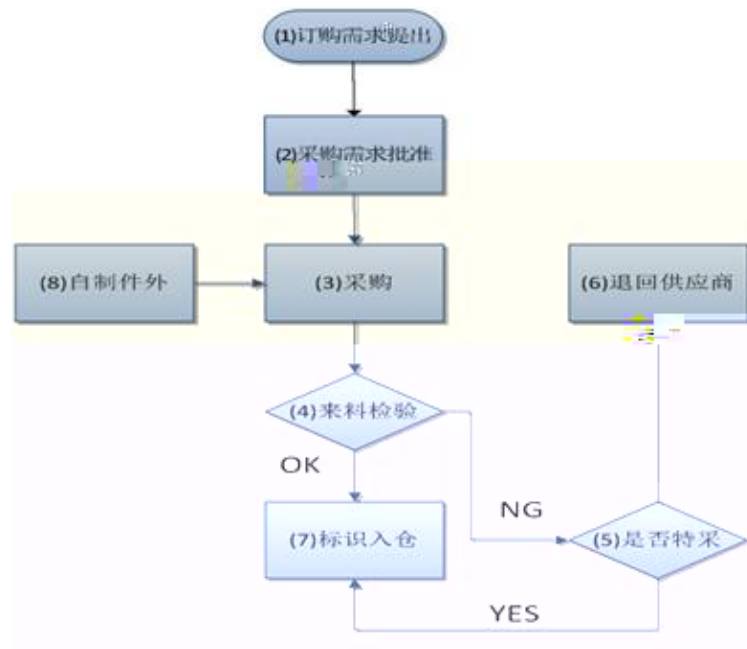 (1)订购需求提出
(2)采购需求批准
(8)自制件外
(3)采购
(6)退回供应商
(4)来料检验
OK
NG
(7)标识入仓
(5)是否特采
YES